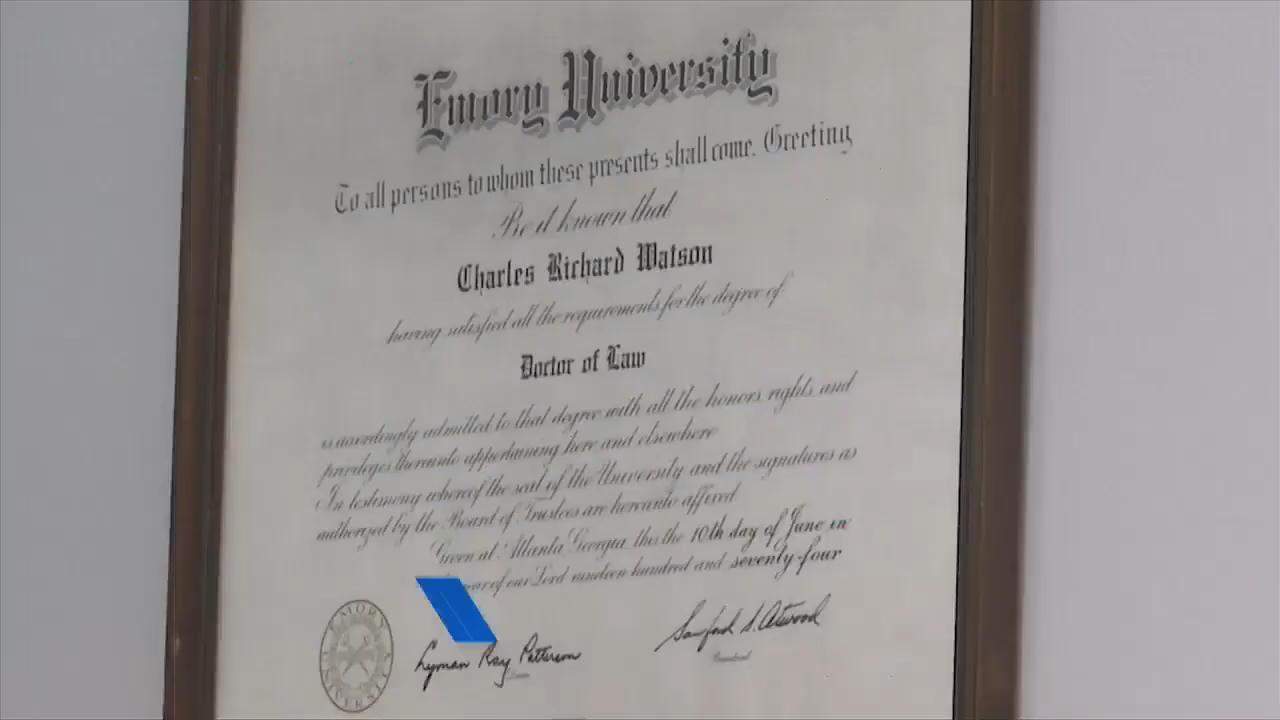 Emory University
To all persons to whom these presents shall come, Greeting
Be it known that
Charles Richard Watson
having satisfied all the requirements for the degree of
Doctor of Law
is accordingly admitted to that degree with all the honors rights and
privileges thereunto appertaining here and elsewhere
In testimony whereof the seal of the University and the signatures as
authorized by the Board of Trustees are hereunto affixed
Given at Atlanta Georgia this the 10th day of June in
year of our Lord nineteen hundred and seventy-four
EMORY UNIVERSITY
Lyman Ray Patterson
Sanford S. Atwood
President